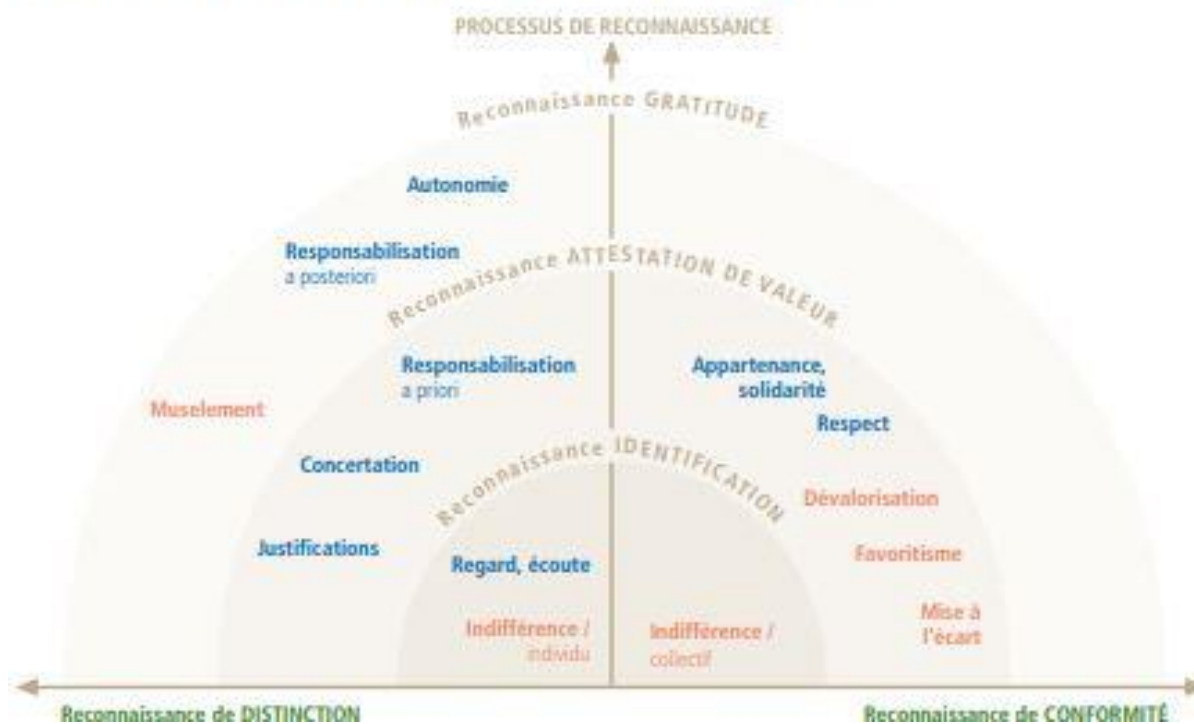 PROCESSUS DE RECONNAISSANCE
Reconnaissance GRATITUDE
Autonomie
Responsabilisation
a posteriori
Reconnaissance ATTESTATION DE VALEUR
Responsabilisation
a priori
Appartenance,
solidarité
Respect
Muselement
Concertation
Reconnaissance IDENTIFICATION
Dévalorisation
Justifications
Favoritisme
Regard, écoute
Indifférence /
individu
Indifférence /
collectif
Mise à
l'écart
Reconnaissance de DISTINCTION
Reconnaissance de CONFORMITÉ